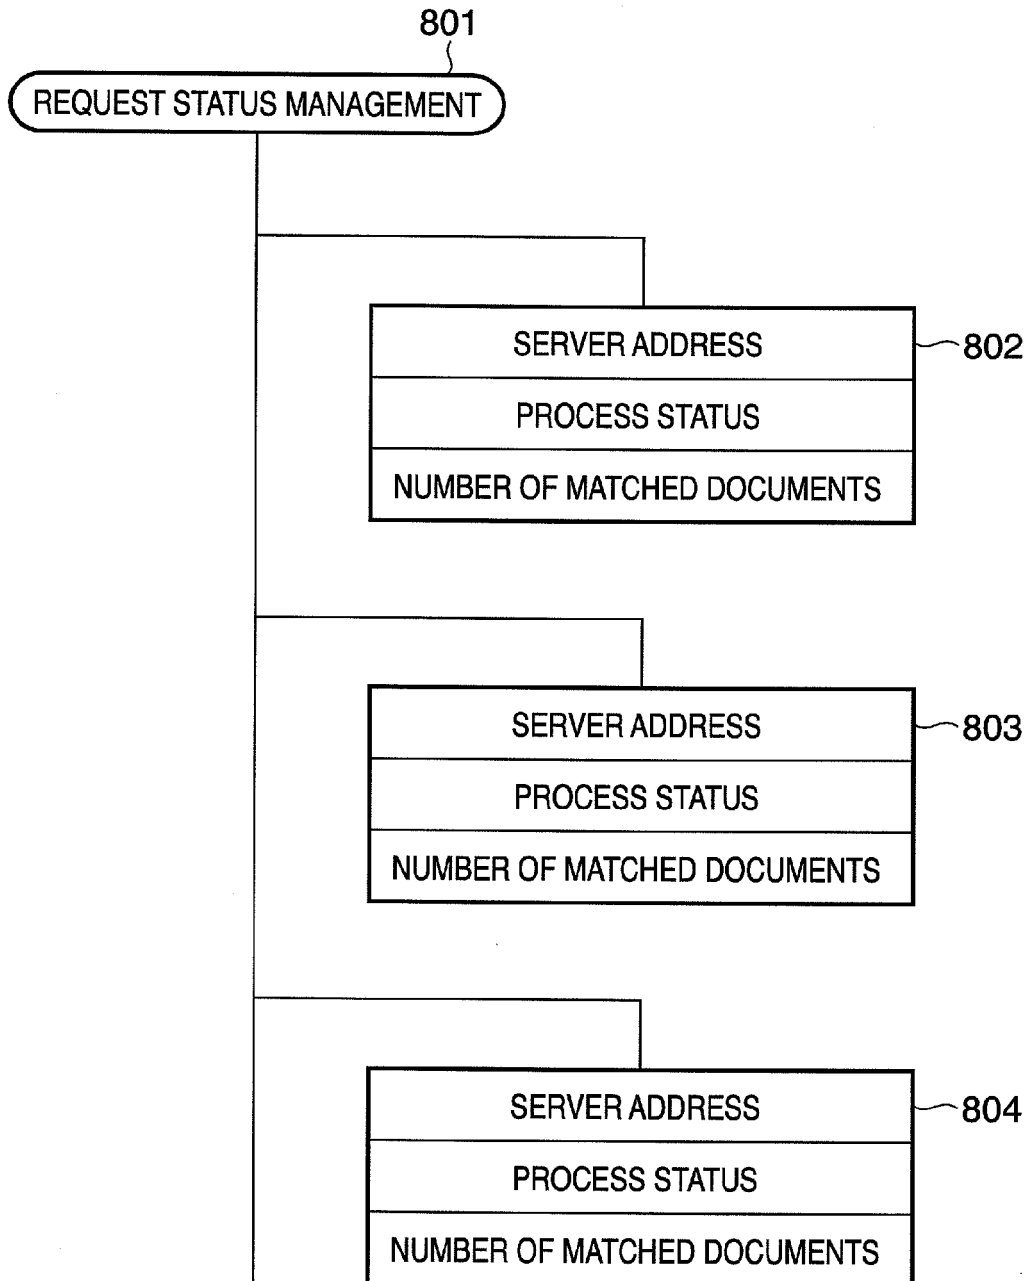 801
REQUEST STATUS MANAGEMENT
SERVER ADDRESS
802
PROCESS STATUS
NUMBER OF MATCHED DOCUMENTS
SERVER ADDRESS
803
PROCESS STATUS
NUMBER OF MATCHED DOCUMENTS
SERVER ADDRESS
804
PROCESS STATUS
NUMBER OF MATCHED DOCUMENTS